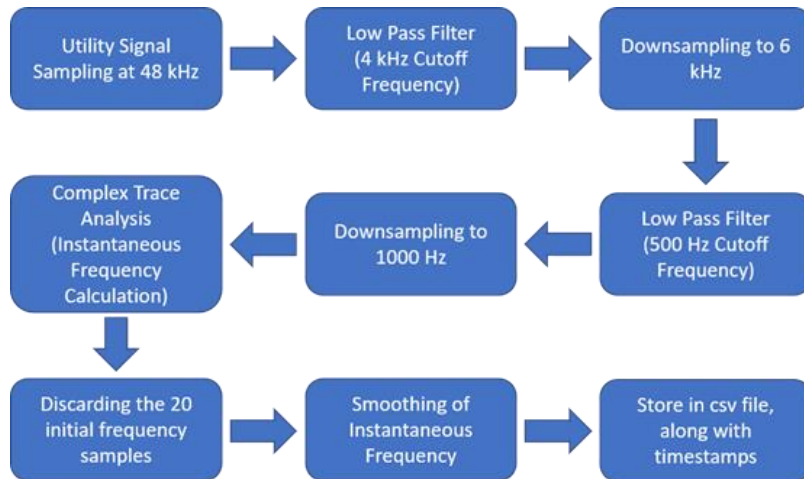 Utility Signal
Sampling at 48 kHz
Low Pass Filter
(4 kHz Cutoff
Frequency)
Downsampling to 6
kHz
Low Pass Filter
(500 Hz Cutoff
Frequency)
Downsampling to
1000 Hz
Complex Trace
Analysis
(Instantaneous
Frequency
Calculation)
Discarding the 20
initial frequency
samples
Smoothing of
Instantaneous
Frequency
Store in csv file,
along with
timestamps